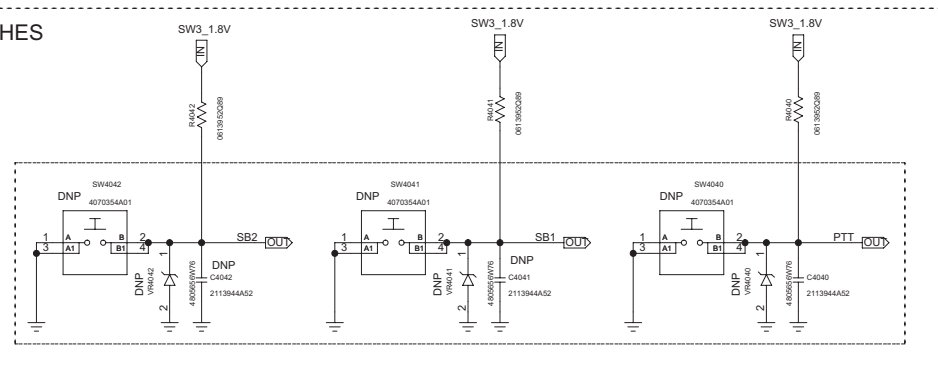 HES
SW3_1.8V
SW3_1.8V
SW3_1.8V
IN
IN
IN
R4042
0613952Q89
R4041
0613952Q89
R4040
0613952Q89
SW4042
DNP
4070354A01
1
3
A
A1
B
B1
2
4
SB2
OUT
1
2
DNP
VR4042
4805656W76
DNP
C4042
2113944A52
SW4041
DNP
4070354A01
1
3
A
A1
B
B1
2
4
SB1
OUT
1
2
DNP
VR4041
4805656W76
DNP
C4041
2113944A52
SW4040
DNP
4070354A01
1
3
A
A1
B
B1
2
4
PTT
OUT
1
2
DNP
VR4040
4805656W76
C4040
2113944A52